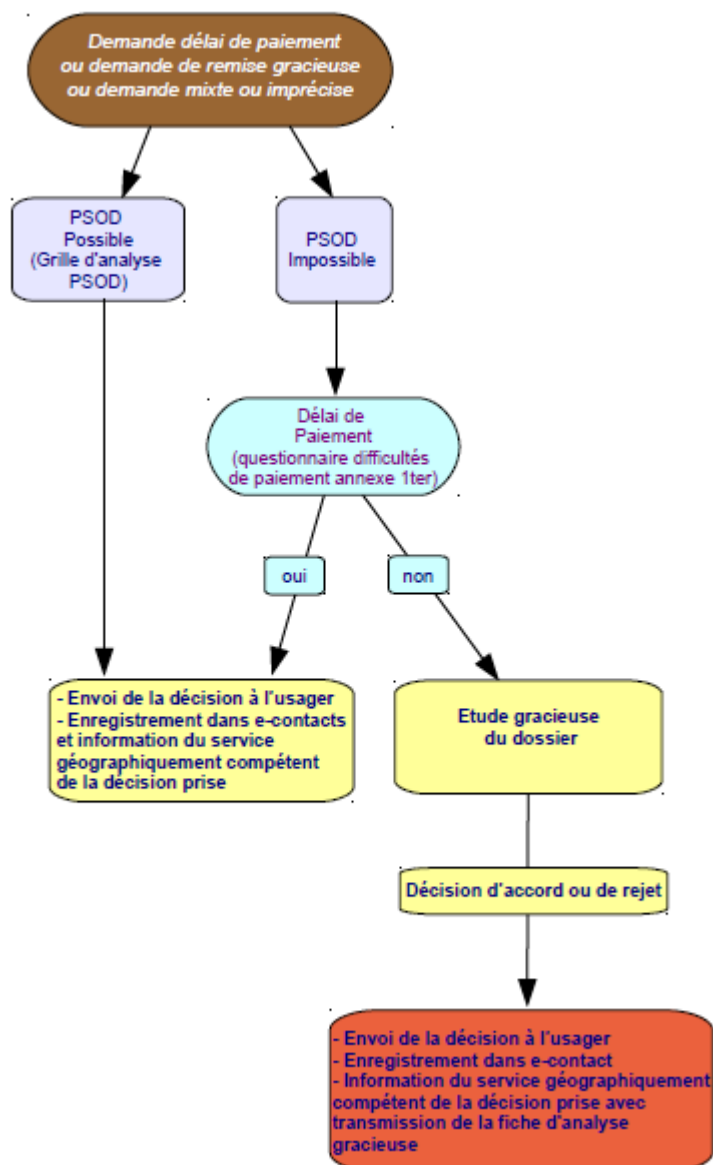 Demande délai de paiement
ou demande de remise gracieuse
ou demande mixte ou imprécise
PSOD
Possible
(Grille d'analyse
PSOD)
PSOD
Impossible
Délai de
Paiement
(questionnaire difficultés
de paiement annexe 1ter)
oui
non
- Envoi de la décision à l'usager
- Enregistrement dans e-contacts
et information du service
géographiquement compétent
de la décision prise
Etude gracieuse
du dossier
Décision d'accord ou de rejet
- Envoi de la décision à l'usager
- Enregistrement dans e-contact
- Information du service géographiquement
compétent de la décision prise avec
transmission de la fiche d'analyse
gracieuse